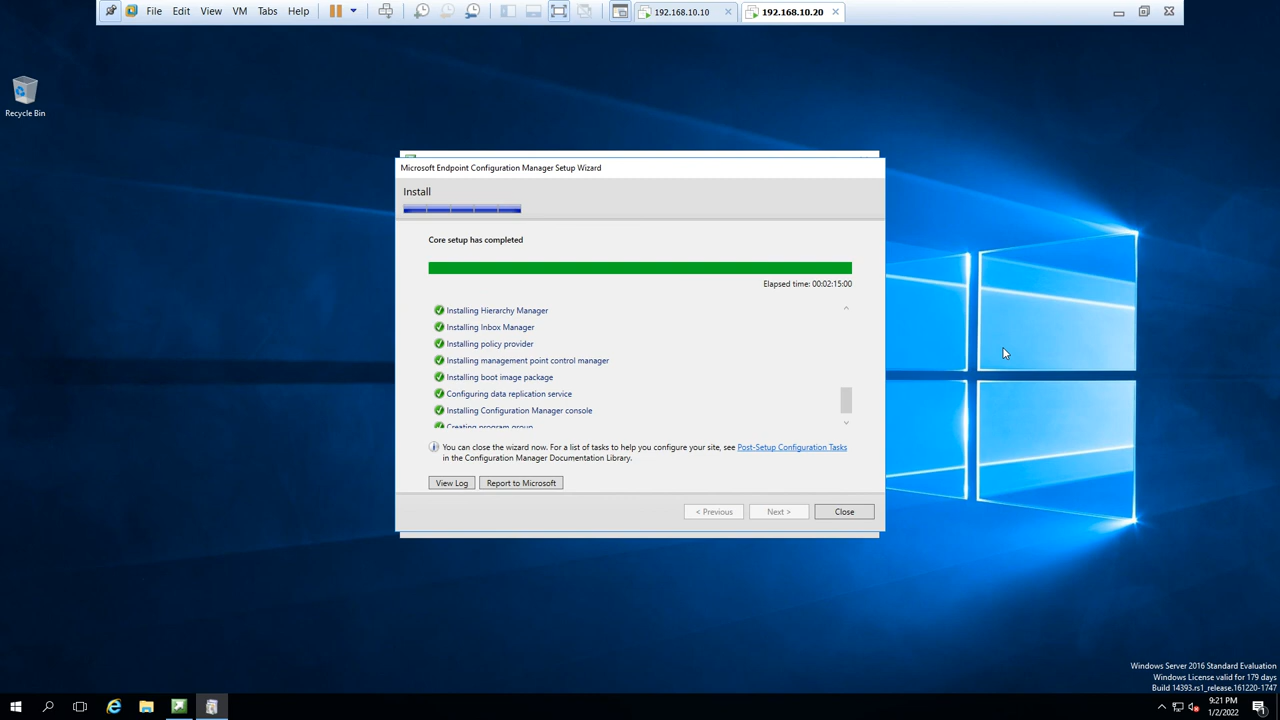 File Edit View VM Tabs Help 192.168.10.10 192.168.10.20
Recycle Bin
Microsoft Endpoint Configuration Manager Setup Wizard
Install
Core setup has completed
Elapsed time: 00:02:15:00
Installing Hierarchy Manager
Installing Inbox Manager
Installing policy provider
Installing management point control manager
Installing boot image package
Configuring data replication service
Installing Configuration Manager console
Creating program group
You can close the wizard now. For a list of tasks to help you configure your site, see Post-Setup Configuration Tasks
in the Configuration Manager Documentation Library.
View Log Report to Microsoft
< Previous Next > Close
Windows Server 2016 Standard Evaluation
Windows License valid for 179 days
Build 14393.rs1_release.161220-1747
9:21 PM
1/2/2022
1